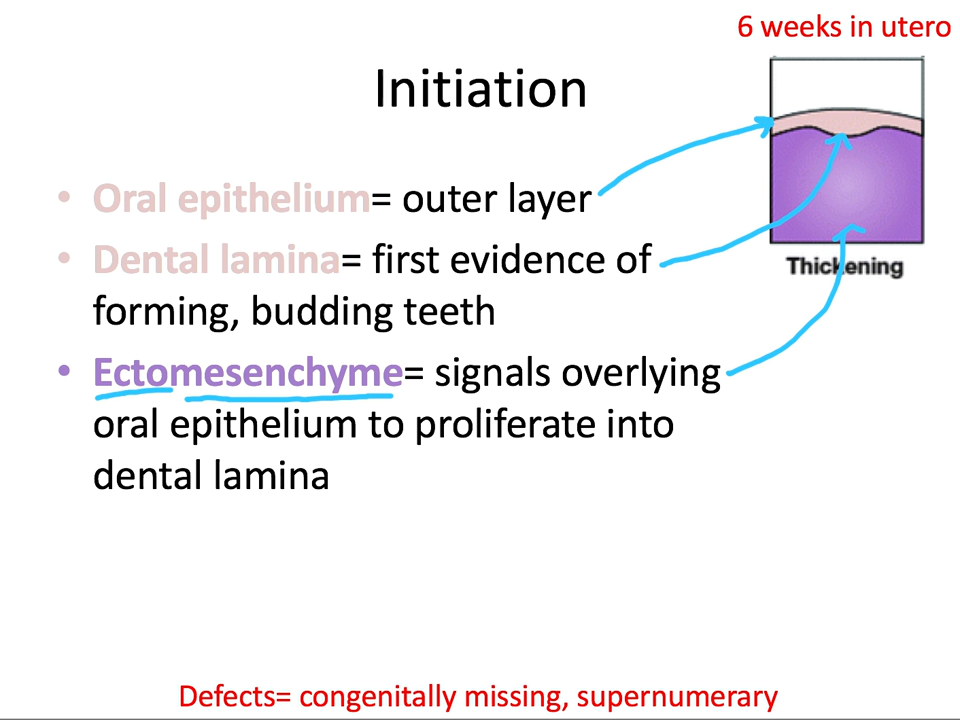 6 weeks in utero
Initiation
• Oral epithelium= outer layer
• Dental lamina= first evidence of
forming, budding teeth
Thickening
• Ectomesenchyme= signals overlying
oral epithelium to proliferate into
dental lamina
Defects= congenitally missing, supernumerary